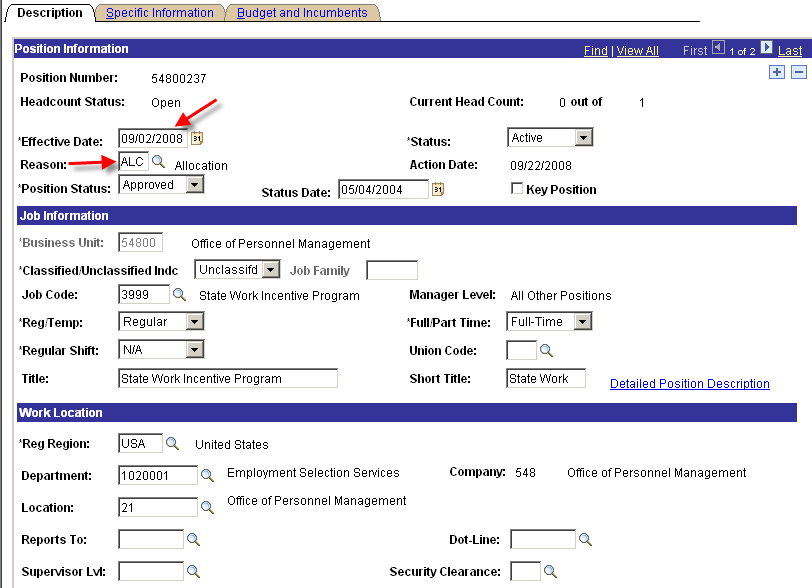 Description Specific Information Budget and Incumbents
Position Information Find | View All First 1 of 2 Last
Position Number: 54800237
Headcount Status: Open Current Head Count: 0 out of 1
*Effective Date: 09/02/2008 31 *Status: Active
Reason: ALC Allocation Action Date: 09/22/2008
*Position Status: Approved Status Date: 05/04/2004 31 Key Position
Job Information
*Business Unit: 54800 Office of Personnel Management
*Classified/Unclassified Indc Unclassifd Job Family
Job Code: 3999 State Work Incentive Program Manager Level: All Other Positions
*Reg/Temp: Regular *Full/Part Time: Full-Time
*Regular Shift: N/A Union Code:
Title: State Work Incentive Program Short Title: State Work Detailed Position Description
Work Location
*Reg Region: USA United States
Department: 1020001 Employment Selection Services Company: 548 Office of Personnel Management
Location: 21 Office of Personnel Management
Reports To: Dot-Line:
Supervisor Lvl: Security Clearance: